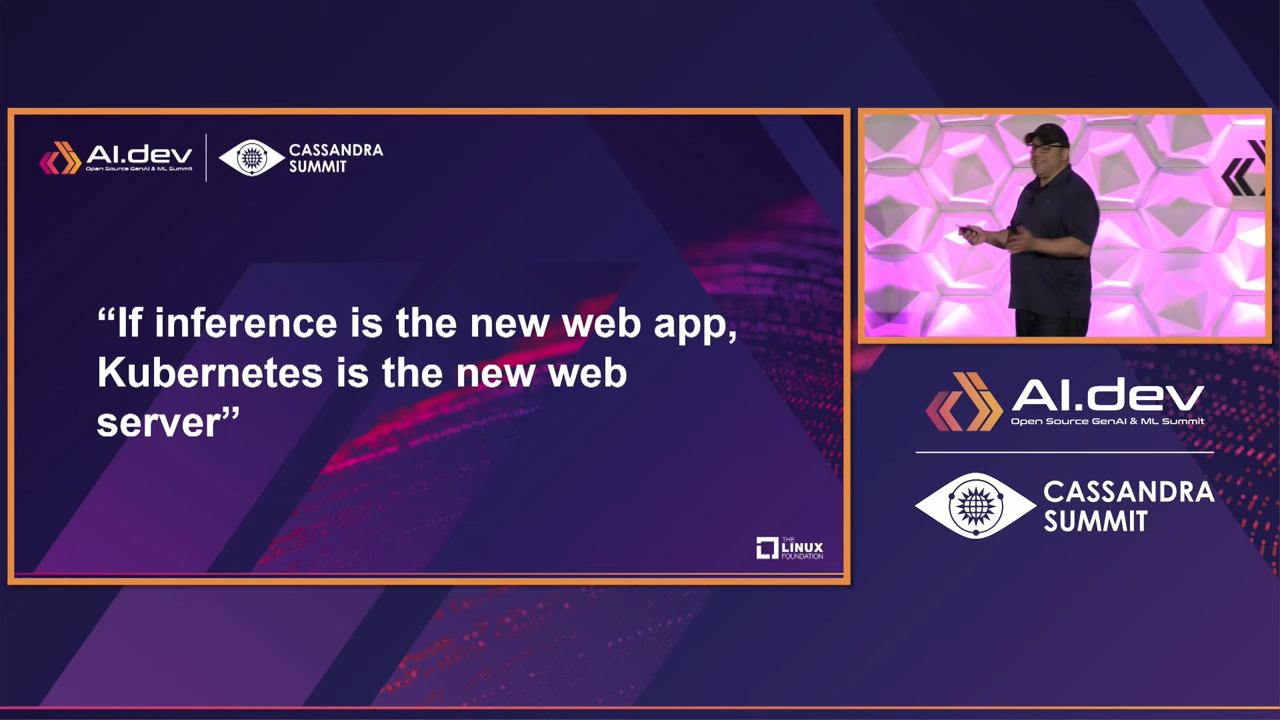 AI.dev
Open Source GenAI & ML Summit
CASSANDRA
SUMMIT
“If inference is the new web app,
Kubernetes is the new web
server”
THE
LINUX
FOUNDATION
AI.dev
Open Source GenAI & ML Summit
CASSANDRA
SUMMIT